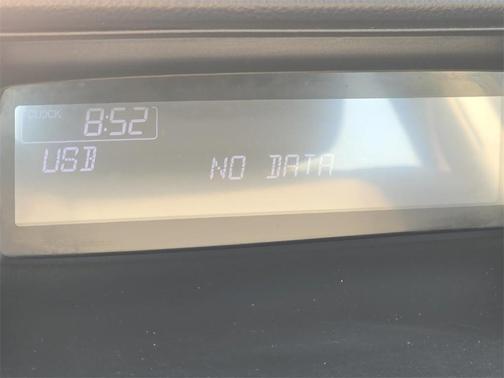 CLOCK 8:52
USB NO DATA